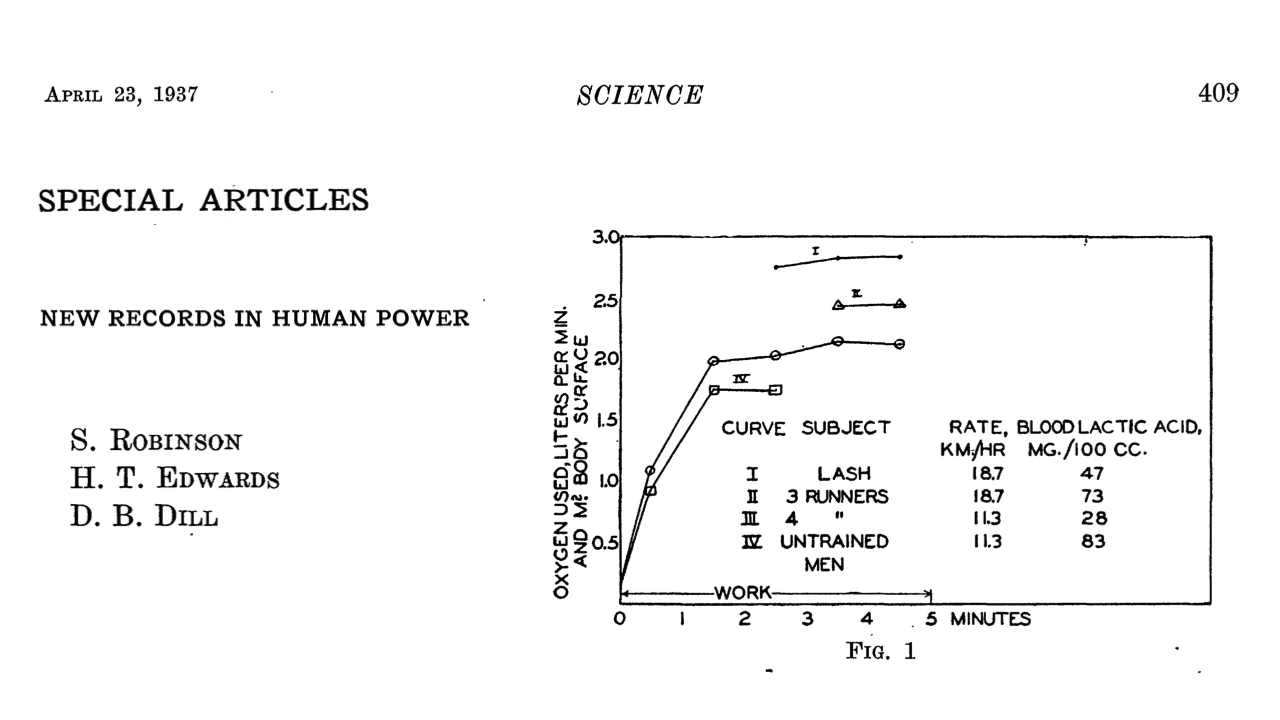 APRIL 23, 1937
SCIENCE
409
SPECIAL ARTICLES
NEW RECORDS IN HUMAN POWER
S. ROBINSON
H. T. EDWARDS
D. B. DILL
OXYGEN USED, LITERS PER MIN.
AND M² BODY SURFACE
3.0
2.5
2.0
1.5
1.0
0.5
I
II
IV
CURVE SUBJECT RATE, BLOOD LACTIC ACID,
KM/HR MG./100 CC.
I LASH 18.7 47
II 3 RUNNERS 18.7 73
III 4 " 11.3 28
IV UNTRAINED 11.3 83
MEN
WORK
0 1 2 3 4 5 MINUTES
FIG. 1